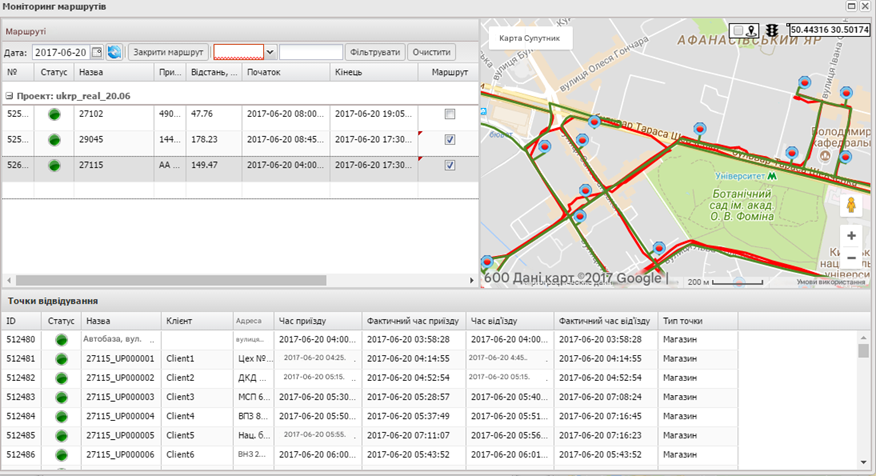 Моніторинг маршрутів
Маршруті
Дата: 2017-06-20 Закрити маршрут Фільтрувати Очистити
№ Статус Назва При... Відстань, ... Початок Кінець Маршрут
Проект: ukrp_real_20.06
525... 27102 490... 47.76 2017-06-20 08:00... 2017-06-20 19:05...
525... 29045 144... 178.23 2017-06-20 08:45... 2017-06-20 17:30...
526... 27115 AA ... 149.47 2017-06-20 04:00... 2017-06-20 17:30...
Карта Супутник
50.44316 30.50174
АФАНАСІВСЬКИЙ ЯР
вулиця Олеся Гончара
вулиця Івана
бювет
бульвар Тараса Ш
бульвар Тараса Ше
Володимир
кафедраль
Університет
Ботанічний
сад ім. акад.
О. В. Фоміна
Киї
націонал
універси
600 Дані карт ©2017 Google
200 м
Умови використання
Точки відвідування
ID Статус Назва Клієнт Адреса Час приїзду Фактичний час приїзду Час від'їзду Фактичний час від'їзду Тип точки
512480 Автобаза, вул. .. вулиця.. 2017-06-20 04:00... 2017-06-20 03:58:28 2017-06-20 04:00... 2017-06-20 03:58:28 Магазин
512481 27115_UP000001 Client1 Цех №... 2017-06-20 04:25. . 2017-06-20 04:14:55 2017-06-20 4:45.. . 2017-06-20 04:14:55 Магазин
512482 27115_UP000002 Client2 ДКД ... 2017-06-20 05:15. . 2017-06-20 04:52:54 2017-06-20 05:15. . 2017-06-20 04:52:54 Магазин
512483 27115_UP000003 Client3 МСП 6... 2017-06-20 05:30... 2017-06-20 05:28:57 2017-06-20 05:40... 2017-06-20 07:08:24 Магазин
512484 27115_UP000004 Client4 ВПЗ 8... 2017-06-20 05:50... 2017-06-20 05:37:49 2017-06-20 05:51... 2017-06-20 07:16:45 Магазин
512485 27115_UP000005 Client5 Нац. б... 2017-06-20 05:55. . 2017-06-20 07:11:07 2017-06-20 05:56... 2017-06-20 07:16:23 Магазин
512486 27115_UP000006 Client6 ВНЗ 2... 2017-06-20 06:00... 2017-06-20 05:43:52 2017-06-20 06:01... 2017-06-20 05:43:52 Магазин